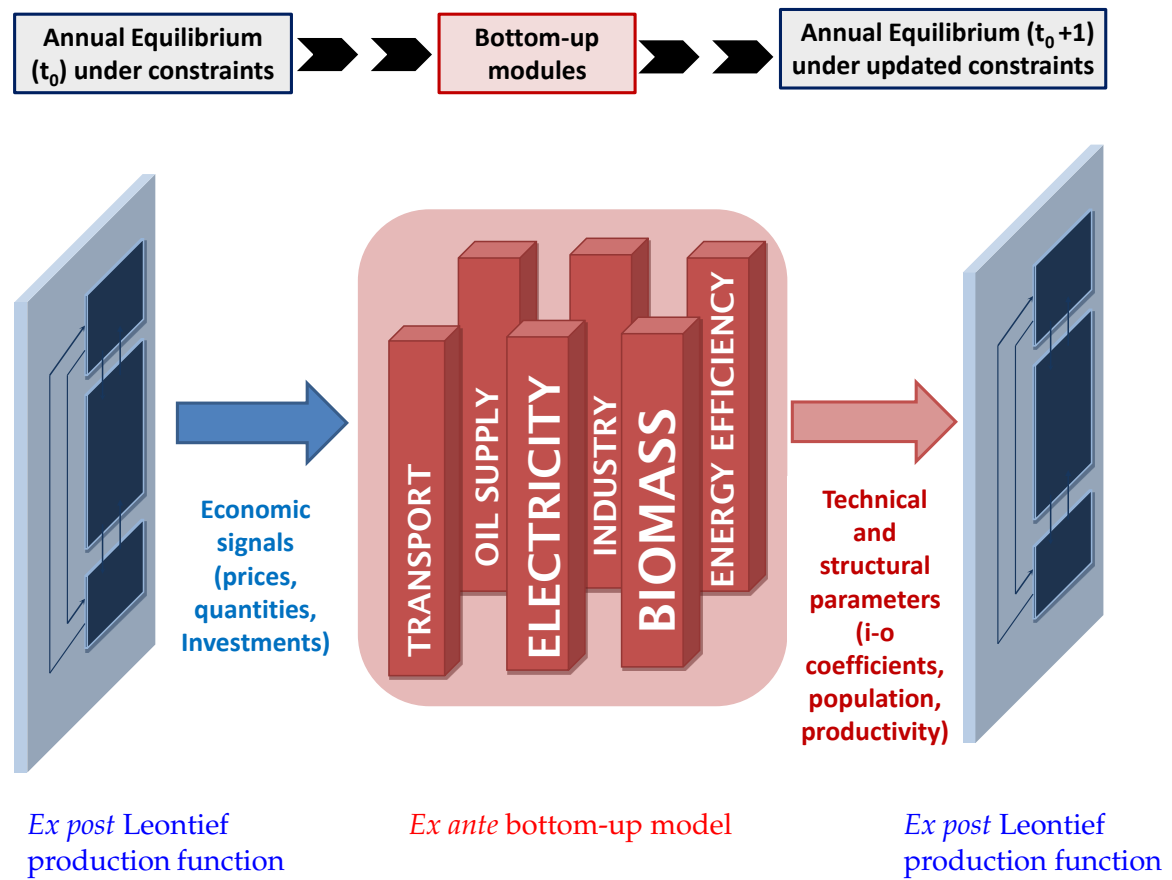 Annual Equilibrium
(t0) under constraints
Bottom-up
modules
Annual Equilibrium (t0 +1)
under updated constraints
Economic
signals
(prices,
quantities,
Investments)
TRANSPORT
OIL SUPPLY
ELECTRICITY
INDUSTRY
BIOMASS
ENERGY EFFICIENCY
Technical
and
structural
parameters
(i-o
coefficients,
population,
productivity)
Ex post Leontief
production function
Ex ante bottom-up model
Ex post Leontief
production function